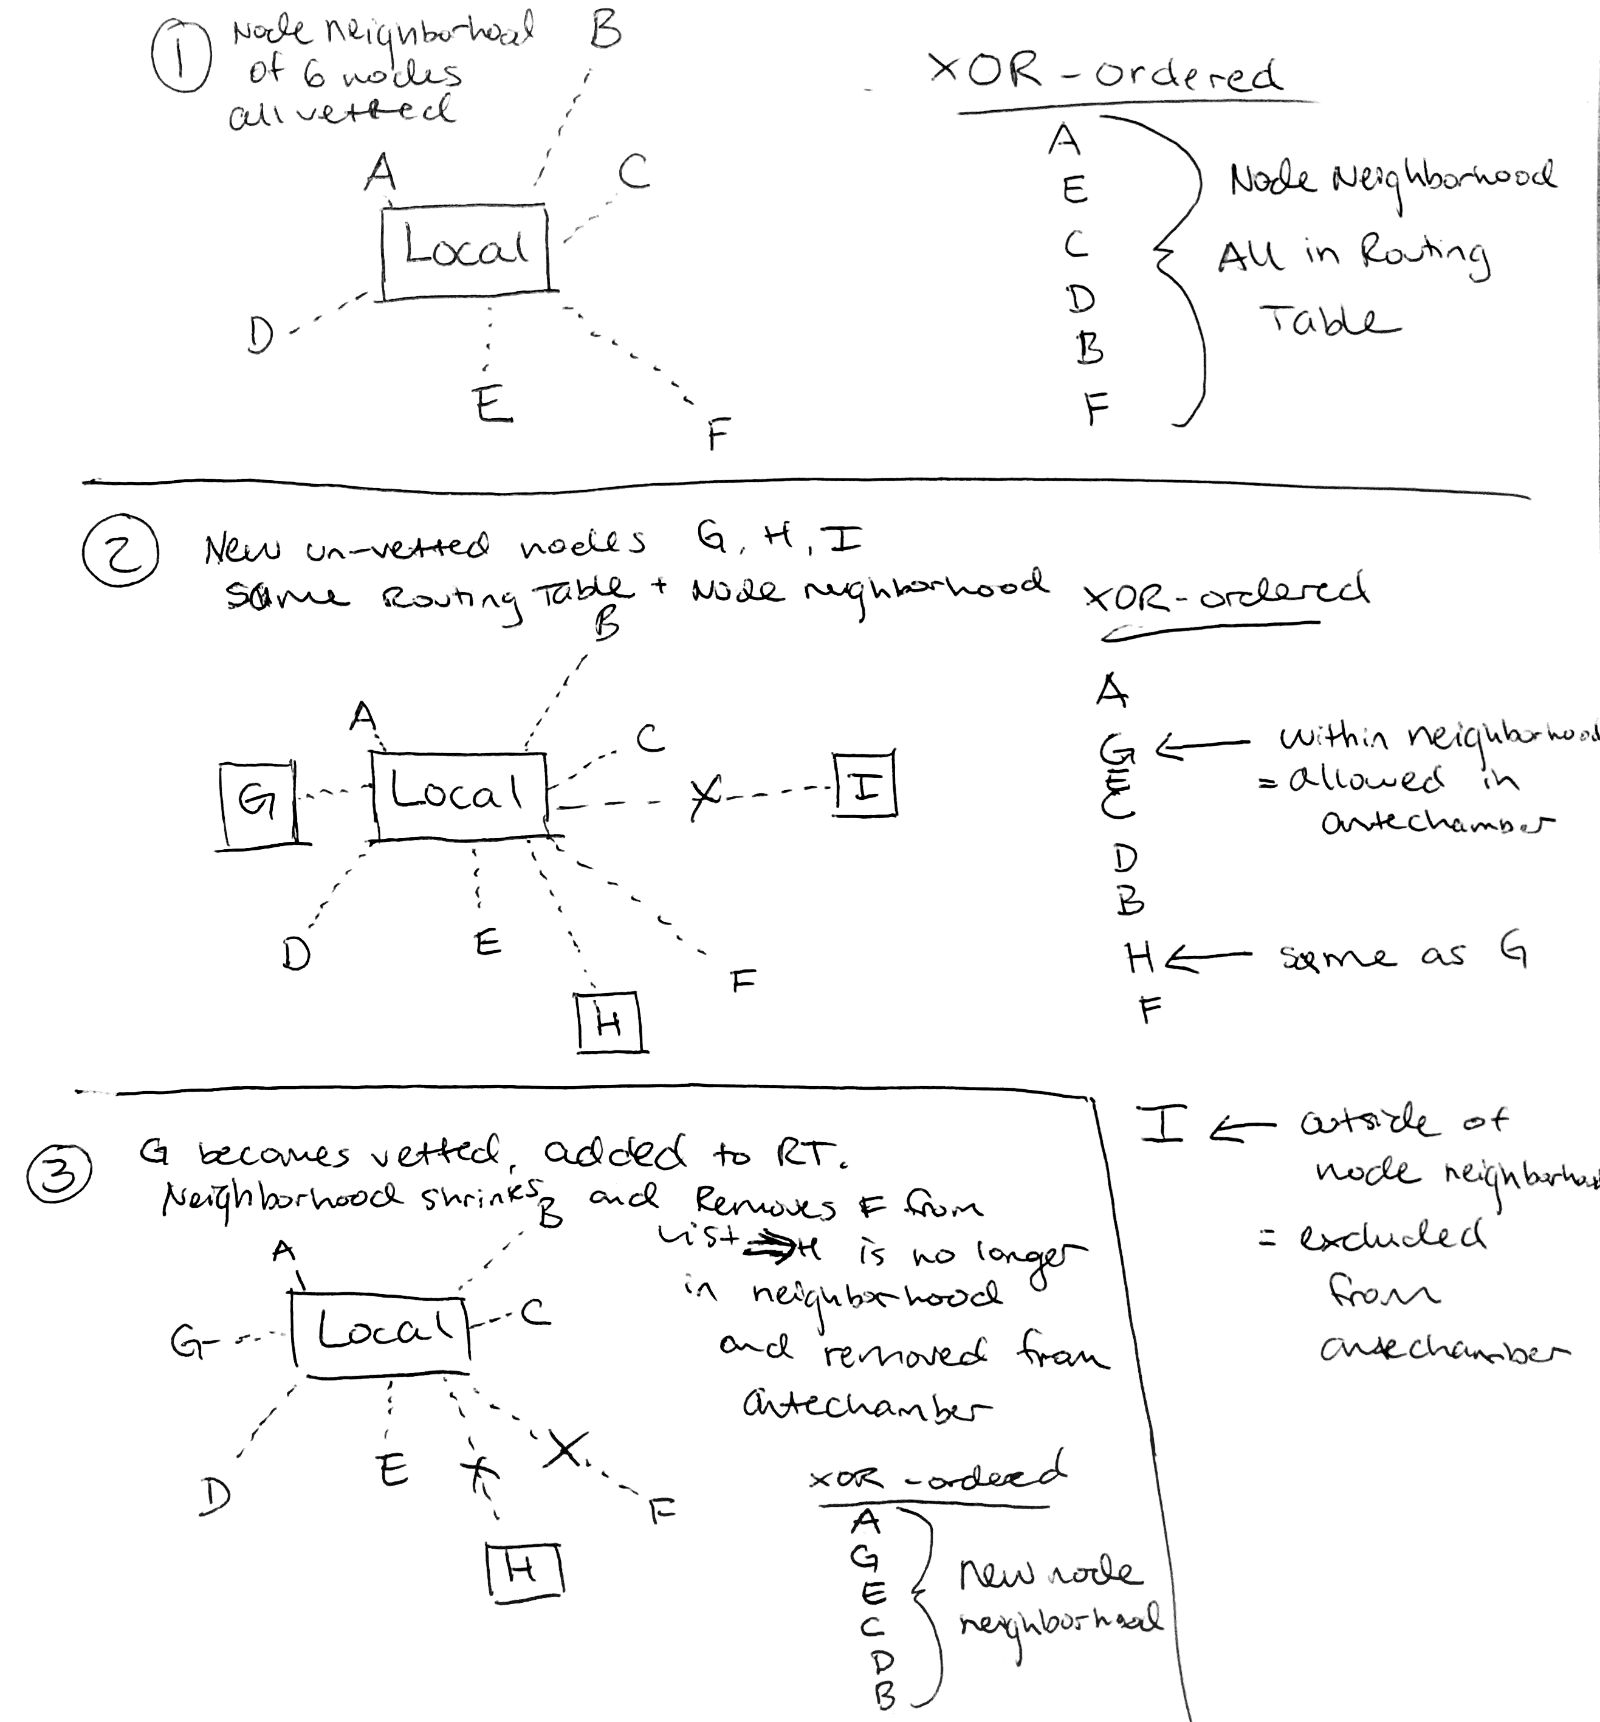 1 Node neighborhood
of 6 nodes
all vetted
B
A
C
Local
D
E
F
XOR-ordered
A
E
C
D
B
F
Node Neighborhood
All in Routing
Table
2 New un-vetted nodes G, H, I
Same Routing Table + Node neighborhood
B
A
C
G
Local
X
I
D
E
F
H
XOR-ordered
A
G ← within neighborhood
E = allowed in
C antechamber
D
B
H ← same as G
F
I ← outside of
node neighborhood
= excluded
from
antechamber
3 G becomes vetted, added to RT.
Neighborhood shrinks and Removes F from
list ⇒ H is no longer
in neighborhood
and removed from
antechamber
B
A
C
G
Local
D
E
X
X
F
H
XOR-ordered
A
G
E
C
D
B
New node
neighborhood